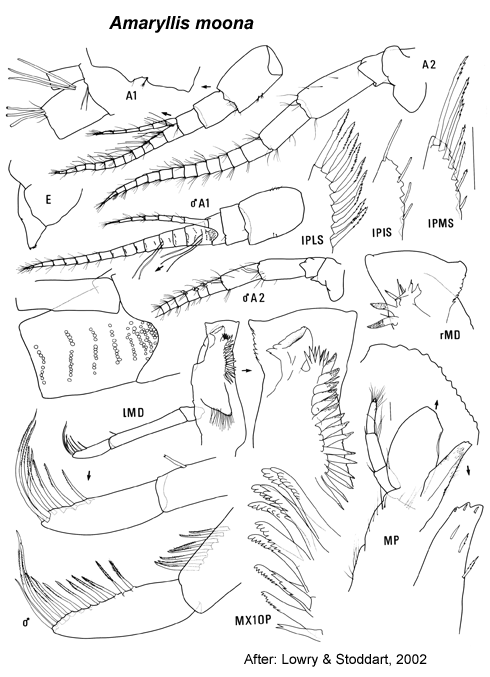 Amaryllis moona
A1
A2
E
♂A1
IPLS
IPIS
IPMS
♂A2
rMD
lMD
MP
♂
MX1OP
After: Lowry & Stoddart, 2002